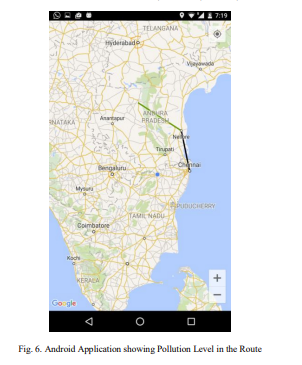 7:19
TELANGANA
Hyderabad
Vijayawada
ANDHRA
PRADESH
RNATAKA
Anantapur
Nellore
Tirupati
Bengaluru
Chennai
Mysuru
PUDUCHERRY
TAMIL NADU
Coimbatore
Kochi
KERALA
+
−
Google
Fig. 6. Android Application showing Pollution Level in the Route